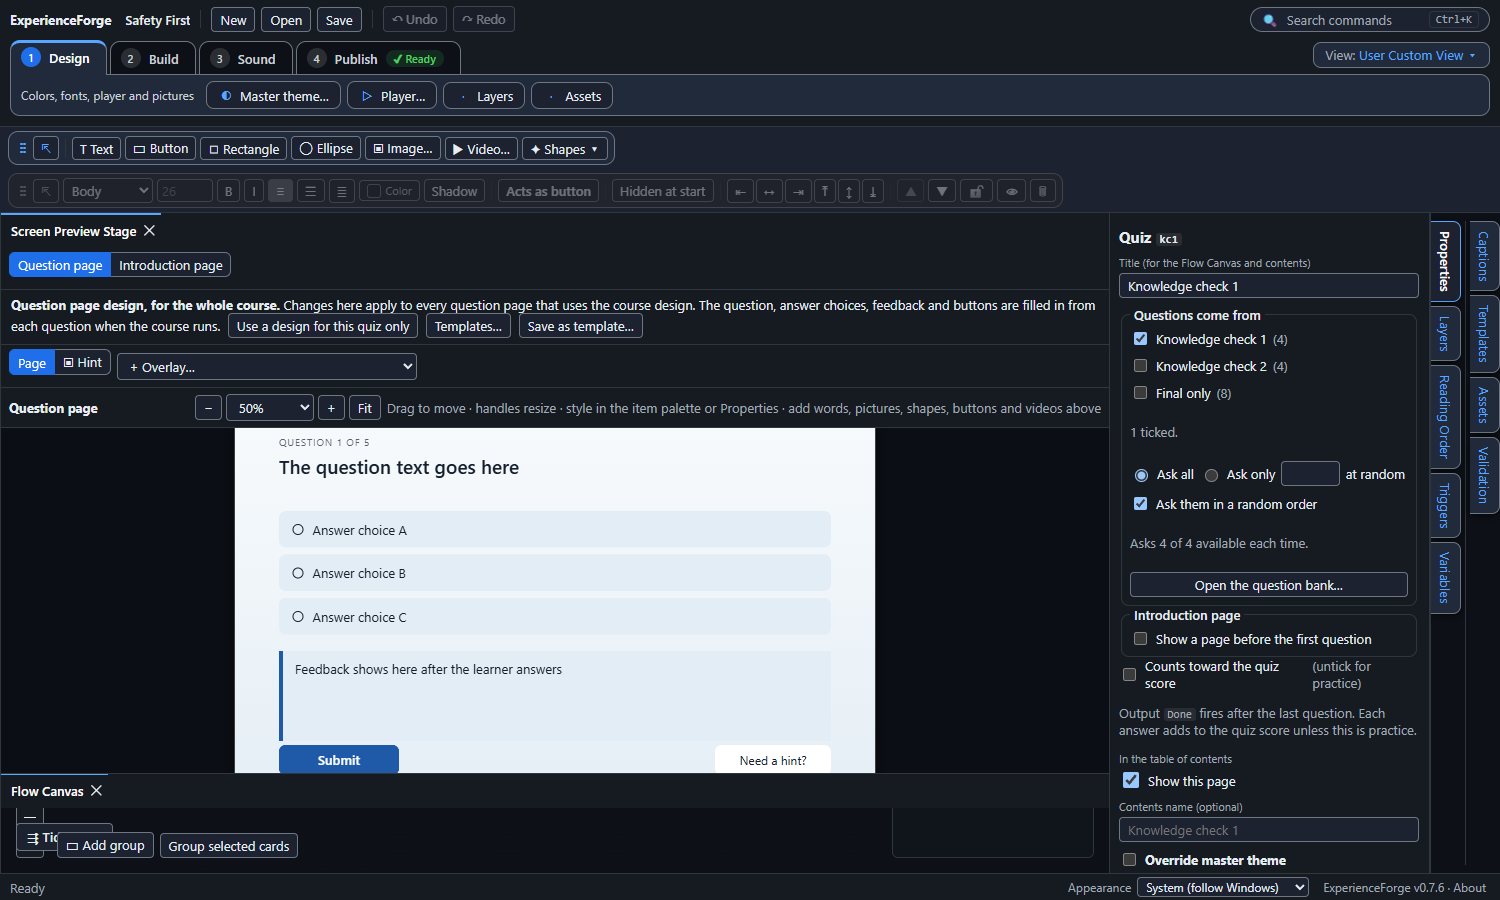 ExperienceForge Safety First New Open Save Undo Redo Search commands Ctrl+K
1 Design 2 Build 3 Sound 4 Publish ✓ Ready View: User Custom View
Colors, fonts, player and pictures Master theme... Player... Layers Assets
T Text Button Rectangle Ellipse Image... Video... Shapes
Body 26 B I Color Shadow Acts as button Hidden at start
Screen Preview Stage
Question page Introduction page
Question page design, for the whole course. Changes here apply to every question page that uses the course design. The question, answer choices, feedback and buttons are filled in from
each question when the course runs. Use a design for this quiz only Templates... Save as template...
Page Hint + Overlay...
Question page − 50% + Fit Drag to move · handles resize · style in the item palette or Properties · add words, pictures, shapes, buttons and videos above
QUESTION 1 OF 5
The question text goes here
Answer choice A
Answer choice B
Answer choice C
Feedback shows here after the learner answers
Submit Need a hint?
Flow Canvas
Add group Group selected cards
Quiz kc1
Title (for the Flow Canvas and contents)
Knowledge check 1
Questions come from
Knowledge check 1 (4)
Knowledge check 2 (4)
Final only (8)
1 ticked.
Ask all Ask only at random
Ask them in a random order
Asks 4 of 4 available each time.
Open the question bank...
Introduction page
Show a page before the first question
Counts toward the quiz (untick for
score practice)
Output Done fires after the last question. Each
answer adds to the quiz score unless this is practice.
In the table of contents
Show this page
Contents name (optional)
Knowledge check 1
Override master theme
Properties
Layers
Reading Order
Triggers
Variables
Captions
Templates
Assets
Validation
Ready Appearance System (follow Windows) ExperienceForge v0.7.6 · About